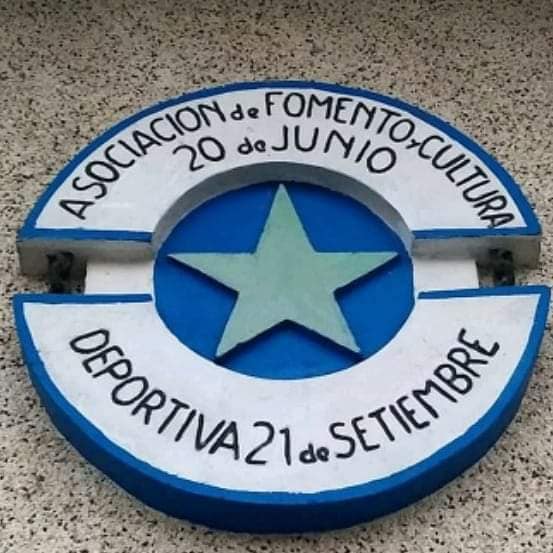 ASOCIACION de FOMENTO y CULTURA
20 de JUNIO
DEPORTIVA 21 de SETIEMBRE